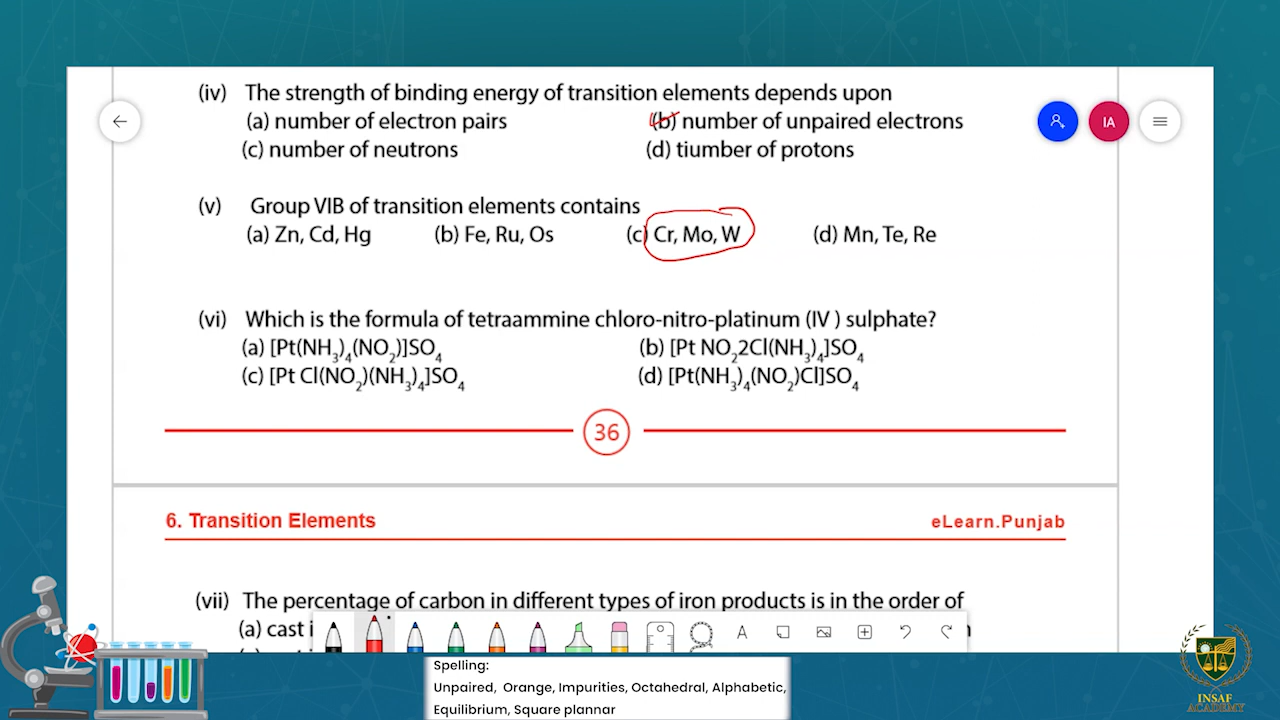 (iv) The strength of binding energy of transition elements depends upon
(a) number of electron pairs (b) number of unpaired electrons
(c) number of neutrons (d) tiumber of protons
IA
(v) Group VIB of transition elements contains
(a) Zn, Cd, Hg (b) Fe, Ru, Os (c) Cr, Mo, W (d) Mn, Te, Re
(vi) Which is the formula of tetraammine chloro-nitro-platinum (IV ) sulphate?
(a) [Pt(NH₃)₄(NO₂)]SO₄ (b) [Pt NO₂2Cl(NH₃)₄]SO₄
(c) [Pt Cl(NO₂)(NH₃)₄]SO₄ (d) [Pt(NH₃)₄(NO₂)Cl]SO₄
36
6. Transition Elements eLearn.Punjab
(vii) The percentage of carbon in different types of iron products is in the order of
(a) cast
A
Spelling:
Unpaired, Orange, Impurities, Octahedral, Alphabetic,
Equilibrium, Square plannar
INSAF
ACADEMY